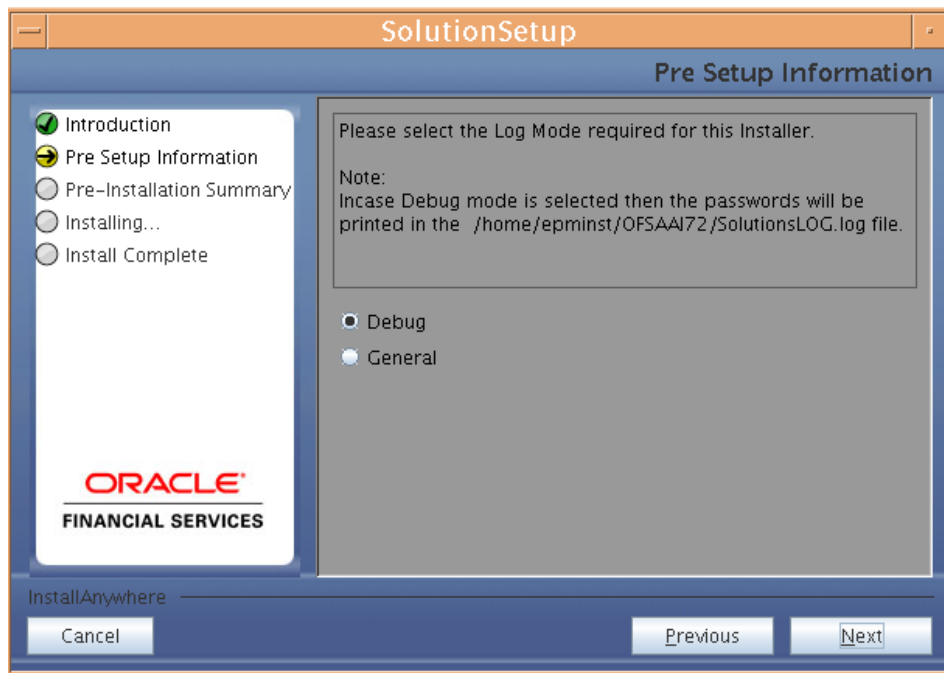 SolutionSetup
Pre Setup Information
Introduction
Pre Setup Information
Pre-Installation Summary
Installing...
Install Complete
ORACLE
FINANCIAL SERVICES
Please select the Log Mode required for this Installer.
Note:
Incase Debug mode is selected then the passwords will be
printed in the /home/epminst/OFSAAI72/SolutionsLOG.log file.
Debug
General
InstallAnywhere
Cancel
Previous
Next